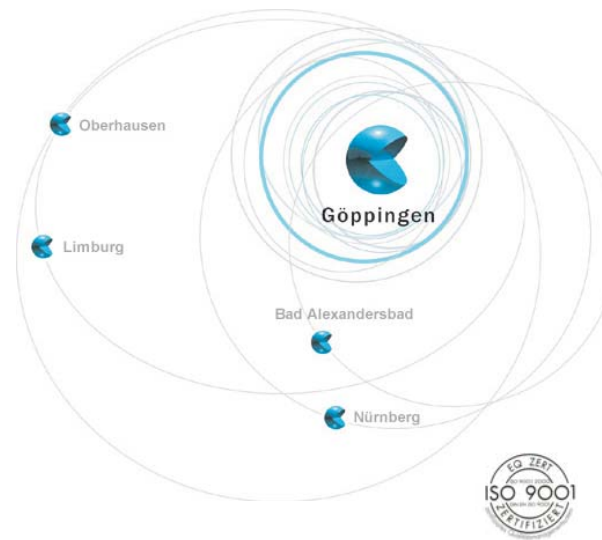 Oberhausen
Göppingen
Limburg
Bad Alexandersbad
Nürnberg
EQ ZERT
ISO 9001
ZERTIFIZIERT